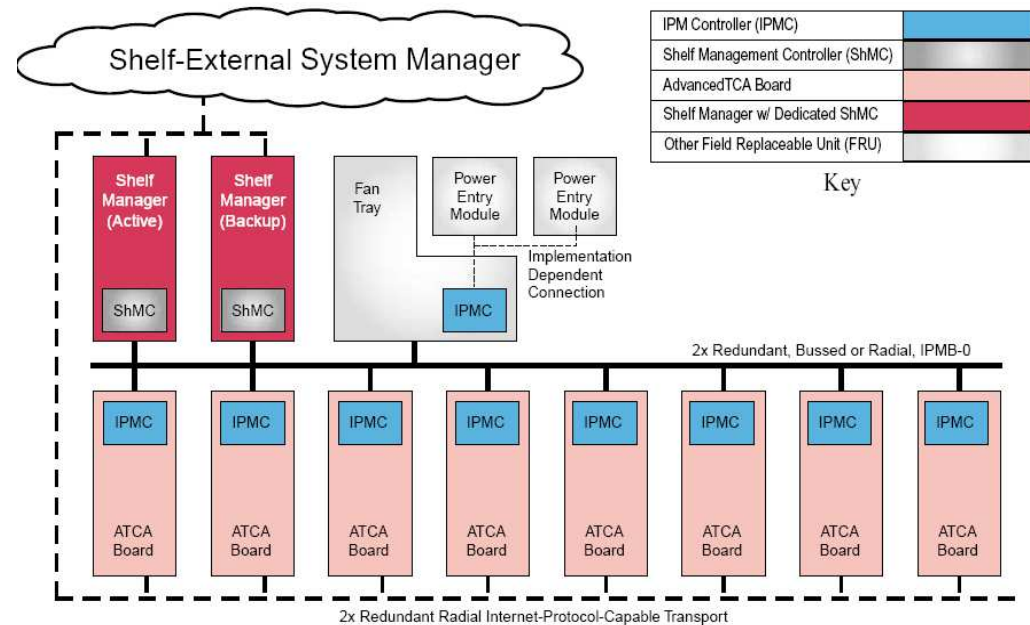 Shelf-External System Manager
IPM Controller (IPMC)
Shelf Management Controller (ShMC)
AdvancedTCA Board
Shelf Manager w/ Dedicated ShMC
Other Field Replaceable Unit (FRU)
Key
Shelf
Manager
(Active)
ShMC
Shelf
Manager
(Backup)
ShMC
Fan
Tray
Power
Entry
Module
Power
Entry
Module
Implementation
Dependent
Connection
IPMC
2x Redundant, Bussed or Radial, IPMB-0
IPMC
IPMC
IPMC
IPMC
IPMC
IPMC
IPMC
IPMC
ATCA
Board
ATCA
Board
ATCA
Board
ATCA
Board
ATCA
Board
ATCA
Board
ATCA
Board
ATCA
Board
2x Redundant Radial Internet-Protocol-Capable Transport